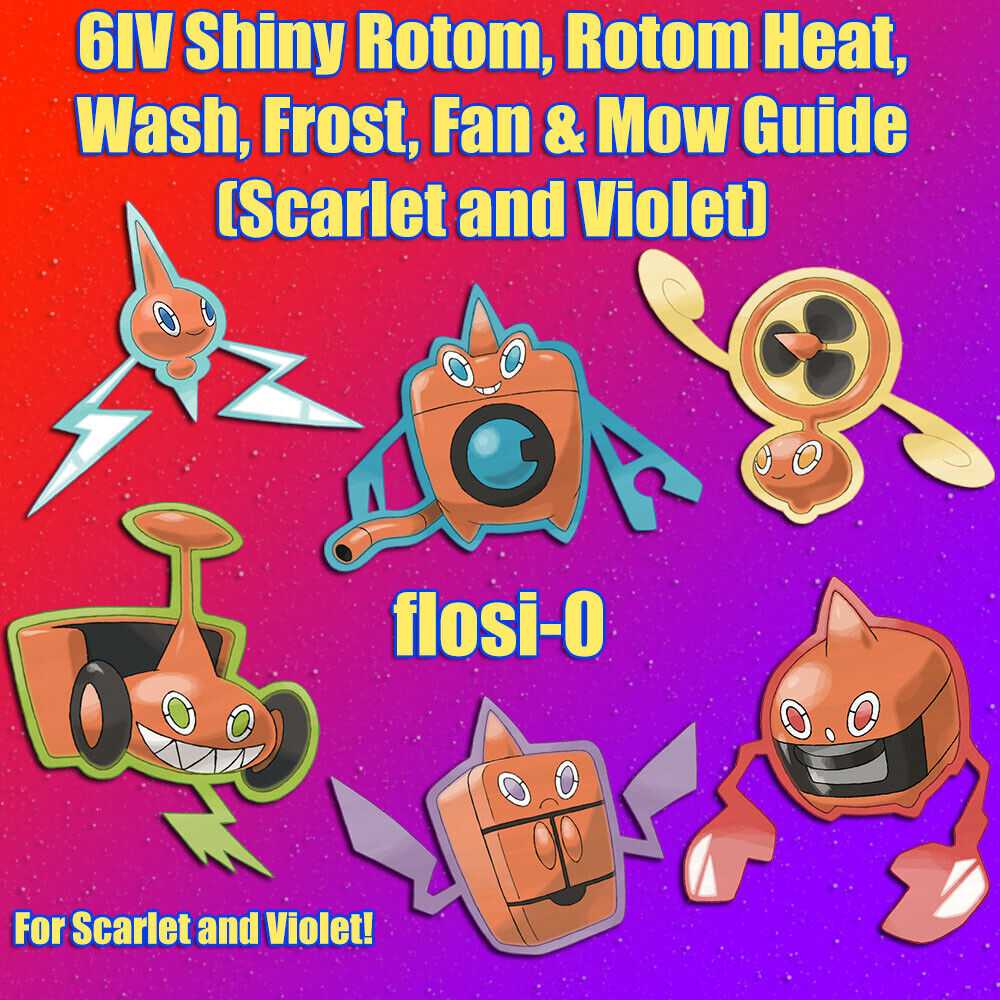 6IV Shiny Rotom, Rotom Heat,
Wash, Frost, Fan & Mow Guide
(Scarlet and Violet)
flosi-0
For Scarlet and Violet!